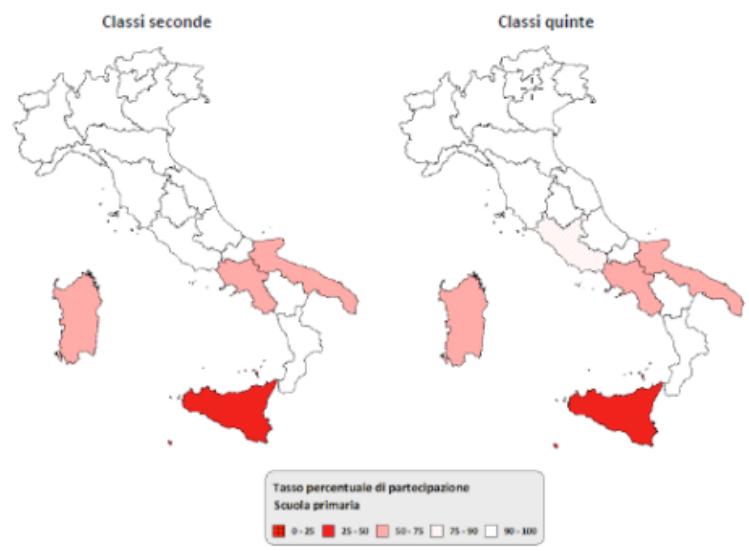 Classi seconde
Classi quinte
Tasso percentuale di partecipazione
Scuola primaria
0 - 25 25 - 50 50 - 75 75 - 90 90 - 100